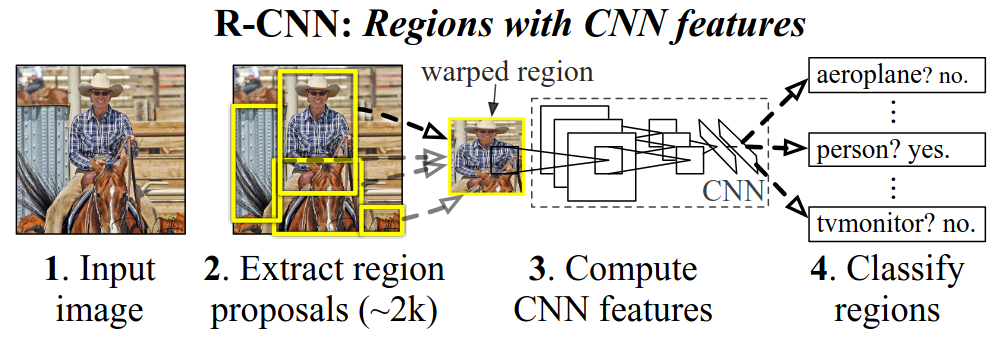 R-CNN: Regions with CNN features
warped region
aeroplane? no.
⋮
person? yes.
⋮
tvmonitor? no.
CNN
1. Input
image
2. Extract region
proposals (~2k)
3. Compute
CNN features
4. Classify
regions